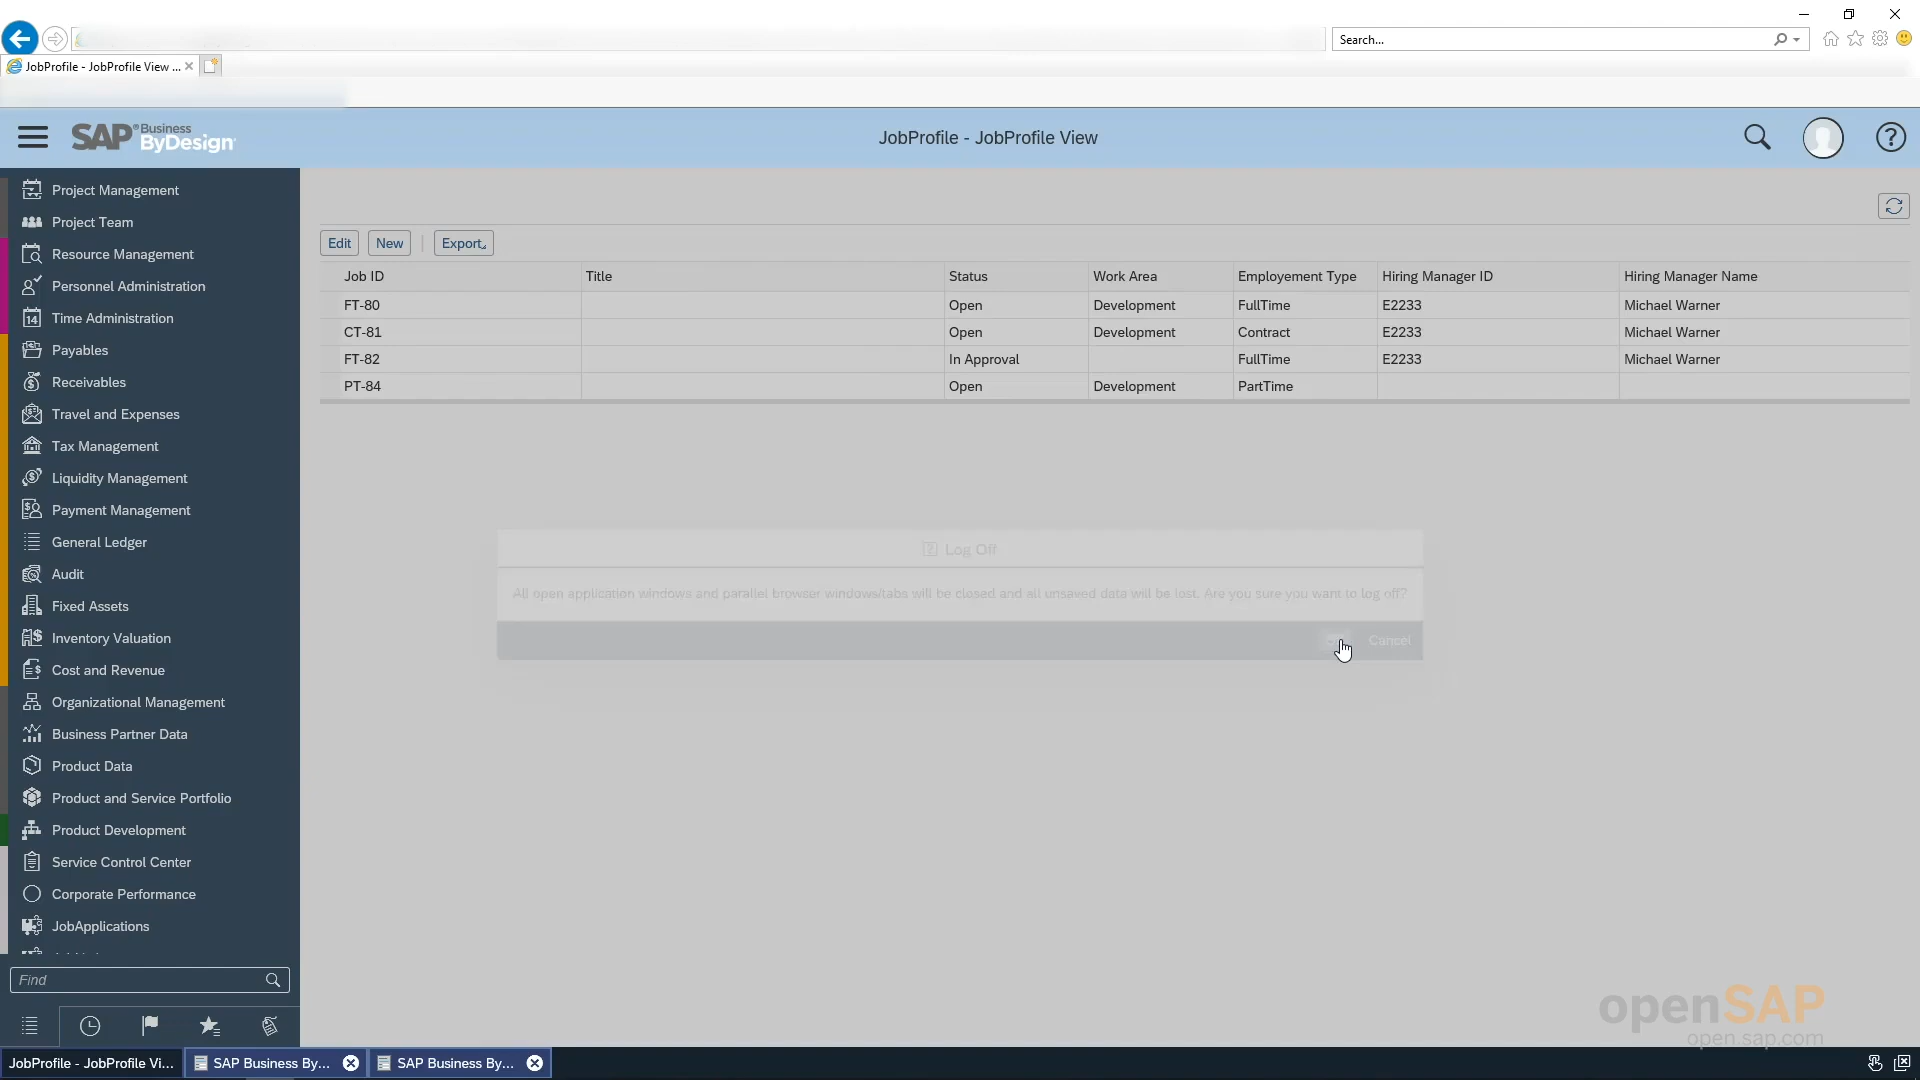 Search...
JobProfile - JobProfile View ...
SAP Business ByDesign
JobProfile - JobProfile View
Project Management
Project Team
Resource Management
Personnel Administration
Time Administration
Payables
Receivables
Travel and Expenses
Tax Management
Liquidity Management
Payment Management
General Ledger
Audit
Fixed Assets
Inventory Valuation
Cost and Revenue
Organizational Management
Business Partner Data
Product Data
Product and Service Portfolio
Product Development
Service Control Center
Corporate Performance
JobApplications
Find
Edit New Export
Job ID Title Status Work Area Employement Type Hiring Manager ID Hiring Manager Name
FT-80 Open Development FullTime E2233 Michael Warner
CT-81 Open Development Contract E2233 Michael Warner
FT-82 In Approval FullTime E2233 Michael Warner
PT-84 Open Development PartTime
Log Off
All open application windows and parallel browser windows/tabs will be closed and all unsaved data will be lost. Are you sure you want to log off?
Cancel
openSAP
open.sap.com
JobProfile - JobProfile Vi... SAP Business By... SAP Business By...